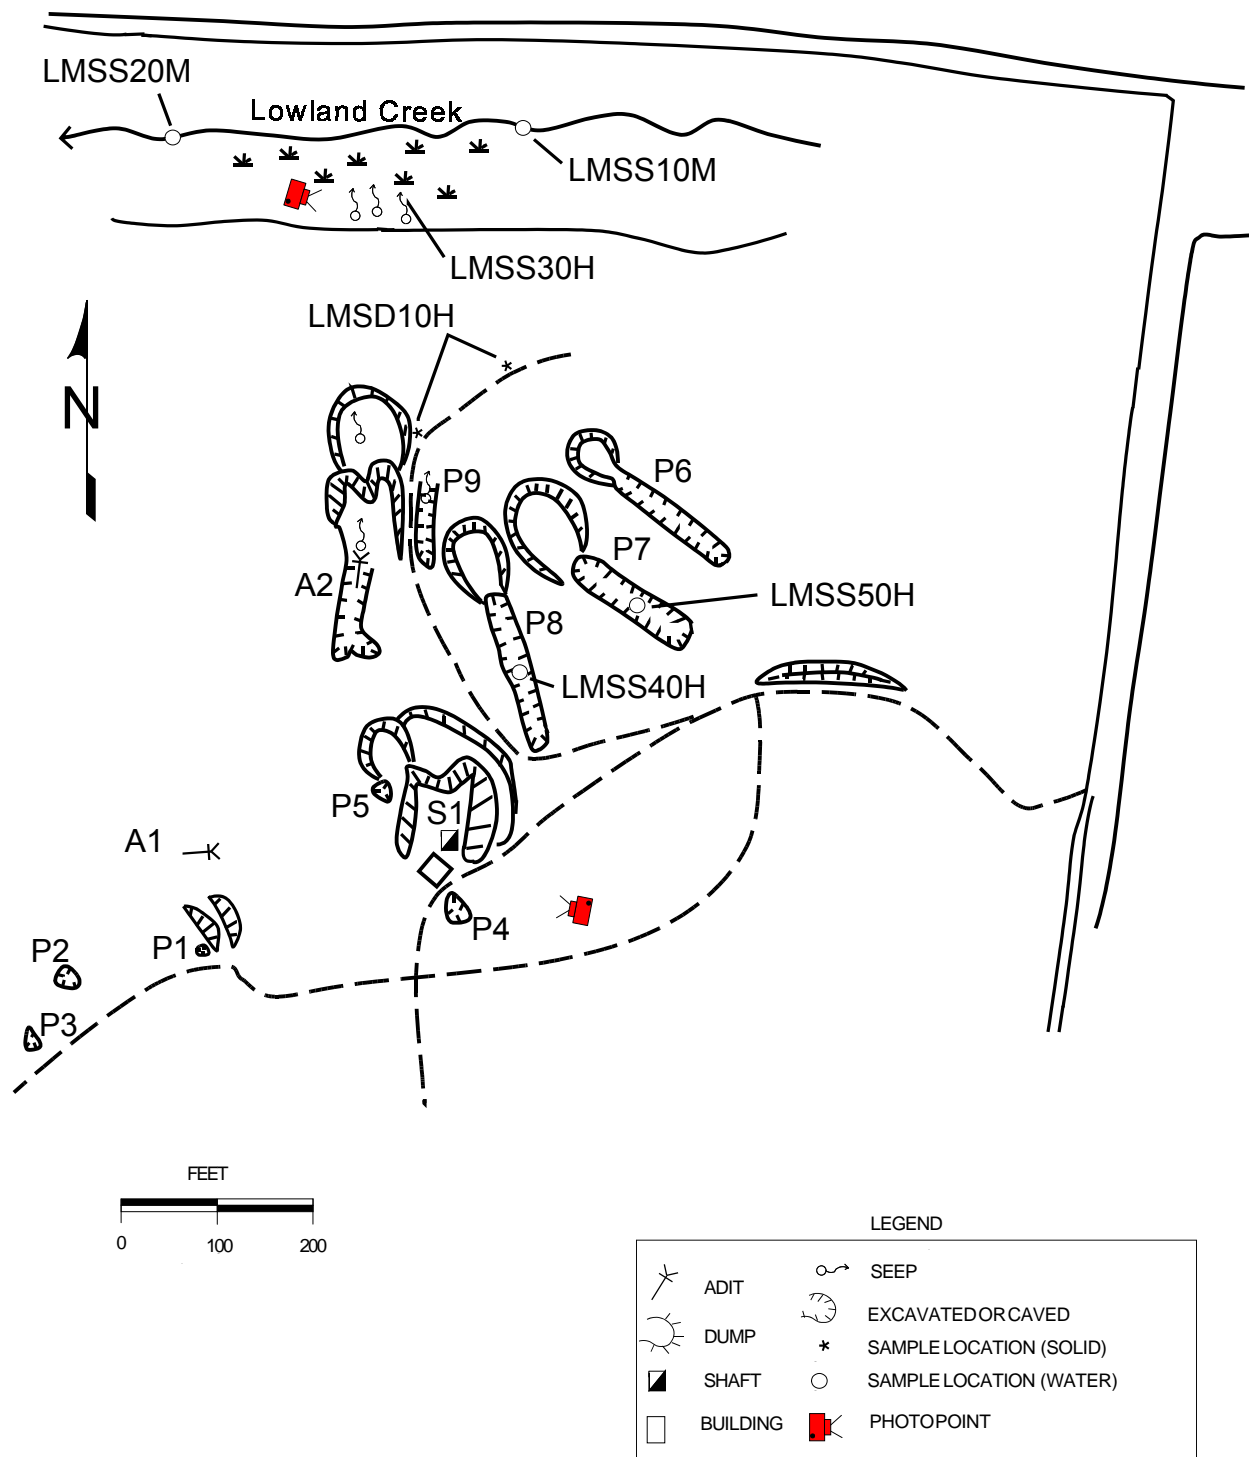 LMSS20M
Lowland Creek
LMSS10M
LMSS30H
LMSD10H
N
P9
P6
P7
A2
LMSS50H
P8
LMSS40H
P5
S1
A1
P4
P1
P2
P3
FEET
0 100 200
LEGEND
ADIT
SEEP
DUMP
EXCAVATED OR CAVED
SAMPLE LOCATION (SOLID)
SHAFT
SAMPLE LOCATION (WATER)
BUILDING
PHOTOPOINT